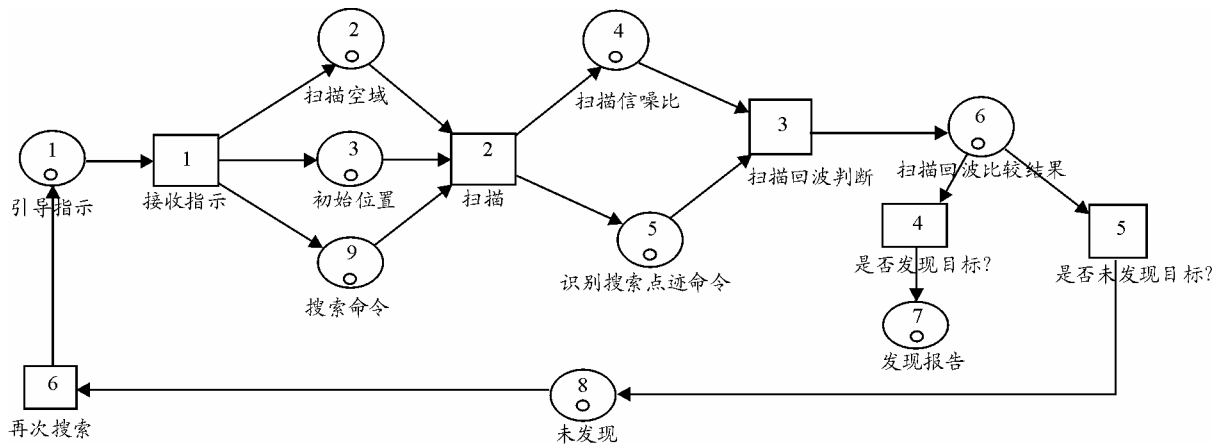 2
扫描空域
4
扫描信噪比
1
引导指示
1
接收指示
3
初始位置
2
扫描
3
扫描回波判断
6
扫描回波比较结果
9
搜索命令
5
识别搜索点迹命令
4
是否发现目标?
5
是否未发现目标?
7
发现报告
6
再次搜索
8
未发现